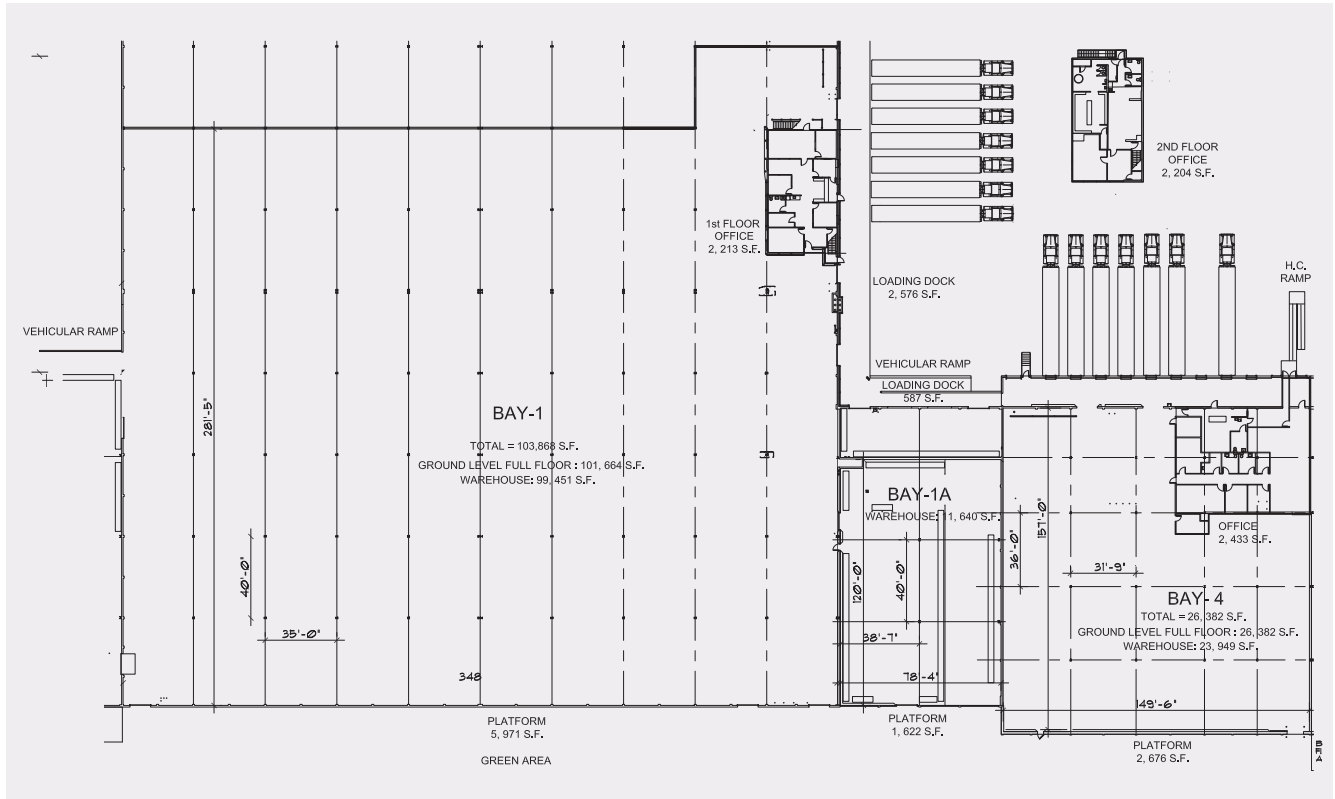 2ND FLOOR
OFFICE
2, 204 S.F.
1st FLOOR
OFFICE
2, 213 S.F.
H.C.
RAMP
LOADING DOCK
2, 576 S.F.
VEHICULAR RAMP
VEHICULAR RAMP
LOADING DOCK
587 S.F.
281'-5"
BAY-1
TOTAL = 103,868 S.F.
GROUND LEVEL FULL FLOOR : 101, 664 S.F.
WAREHOUSE: 99, 451 S.F.
BAY-1A
WAREHOUSE: 11, 640 S.F.
157'-0"
36'-0"
OFFICE
2, 433 S.F.
40'-0"
120'-0"
40'-0"
31'-9"
BAY- 4
TOTAL = 26, 382 S.F.
GROUND LEVEL FULL FLOOR : 26, 382 S.F.
WAREHOUSE: 23, 949 S.F.
35'-0"
38'-7"
348
78'-4"
149'-6"
PLATFORM
5, 971 S.F.
PLATFORM
1, 622 S.F.
PLATFORM
2, 676 S.F.
GREEN AREA